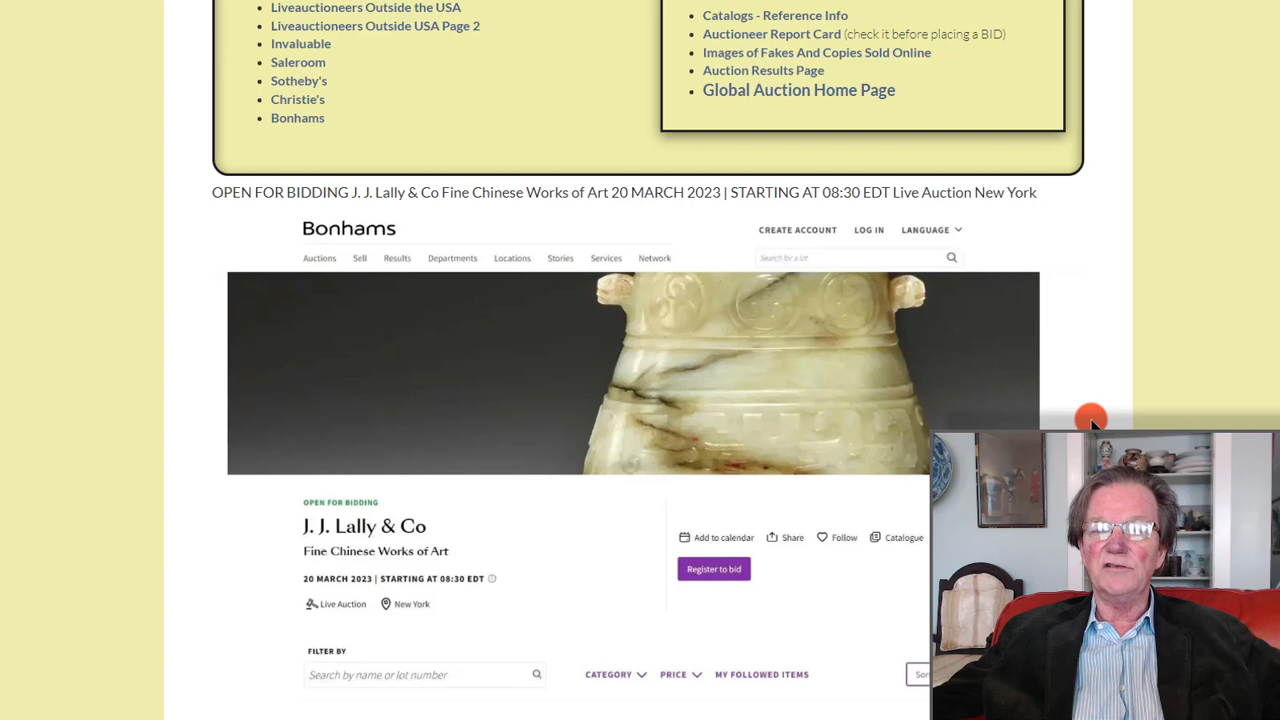 Liveauctioneers Outside the USA
Liveauctioneers Outside USA Page 2
Invaluable
Saleroom
Sotheby's
Christie's
Bonhams
Catalogs - Reference Info
Auctioneer Report Card (check it before placing a BID)
Images of Fakes And Copies Sold Online
Auction Results Page
Global Auction Home Page
OPEN FOR BIDDING J. J. Lally & Co Fine Chinese Works of Art 20 MARCH 2023 | STARTING AT 08:30 EDT Live Auction New York
Bonhams
CREATE ACCOUNT LOG IN LANGUAGE
Auctions Sell Results Departments Locations Stories Services Network
Search for a lot
OPEN FOR BIDDING
J. J. Lally & Co
Fine Chinese Works of Art
20 MARCH 2023 | STARTING AT 08:30 EDT
Live Auction New York
Add to calendar Share Follow Catalogue
Register to bid
FILTER BY
Search by name or lot number
CATEGORY PRICE MY FOLLOWED ITEMS